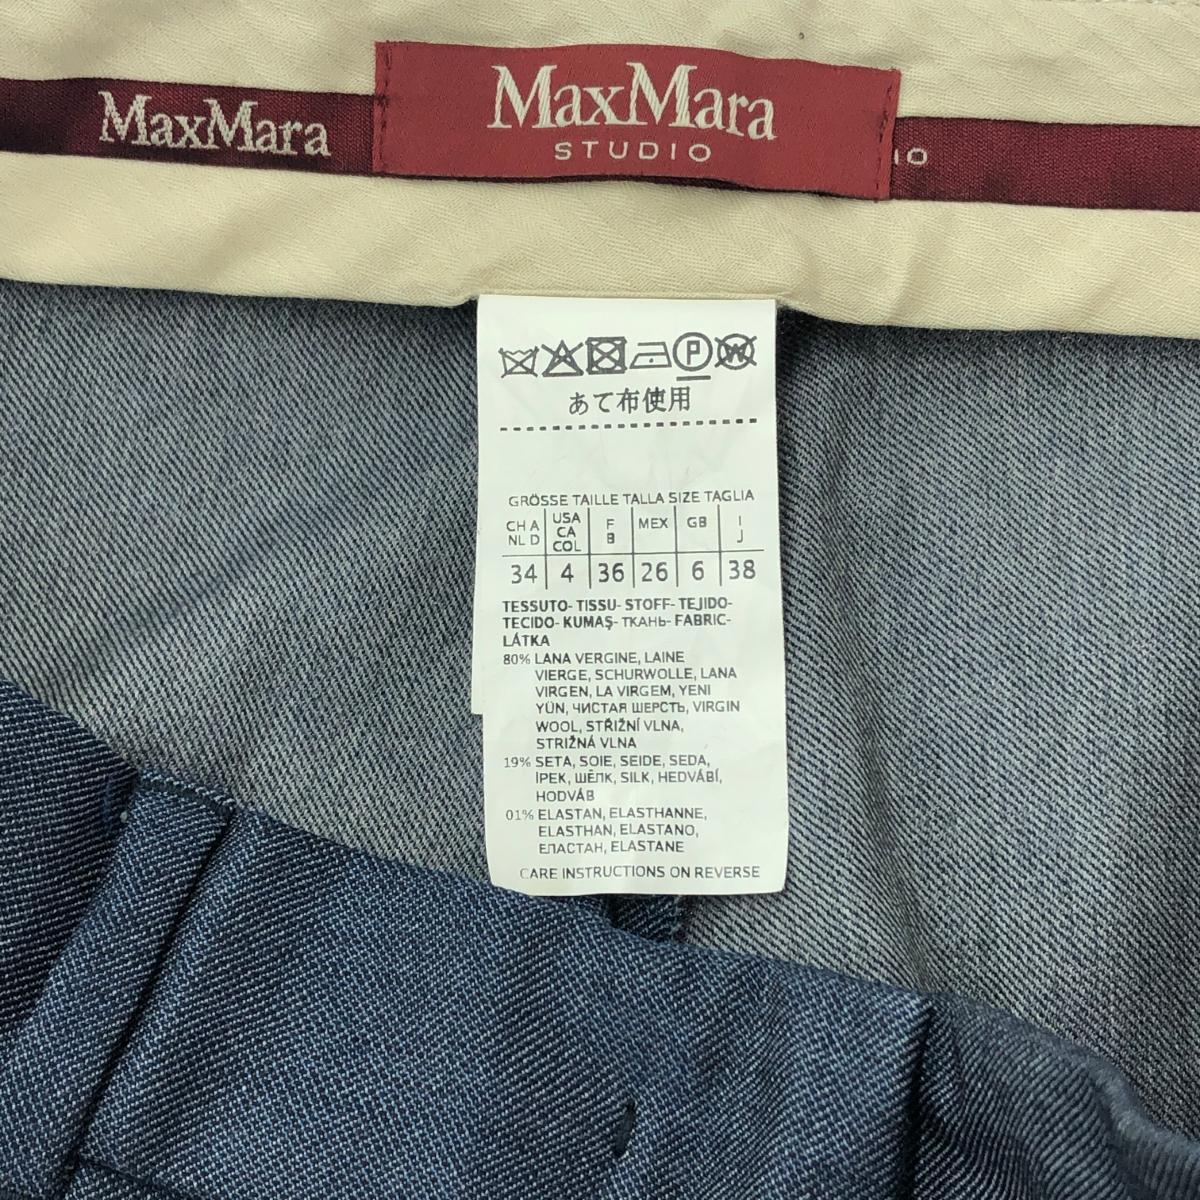 MaxMara
MaxMara
STUDIO
IO
P
W
あて布使用
GRÖSSE TAILLE TALLA SIZE TAGLIA
CH A NL D | USA CA COL | F B | MEX | GB | I J
34 | 4 | 36 | 26 | 6 | 38
TESSUTO- TISSU- STOFF- TEJIDO-
TECIDO- KUMAŞ- ТКАНЬ- FABRIC-
LÁTKA
80% LANA VERGINE, LAINE
VIERGE, SCHURWOLLE, LANA
VIRGEN, LA VIRGEM, YENI
YÜN, ЧИСТАЯ ШЕРСТЬ, VIRGIN
WOOL, STŘIŽNÍ VLNA,
STRIŽNÁ VLNA
19% SETA, SOIE, SEIDE, SEDA,
İPEK, ШЁЛК, SILK, HEDVÁBÍ,
HODVÁB
01% ELASTAN, ELASTHANNE,
ELASTHAN, ELASTANO,
ЕЛАСТАН, ELASTANE
CARE INSTRUCTIONS ON REVERSE